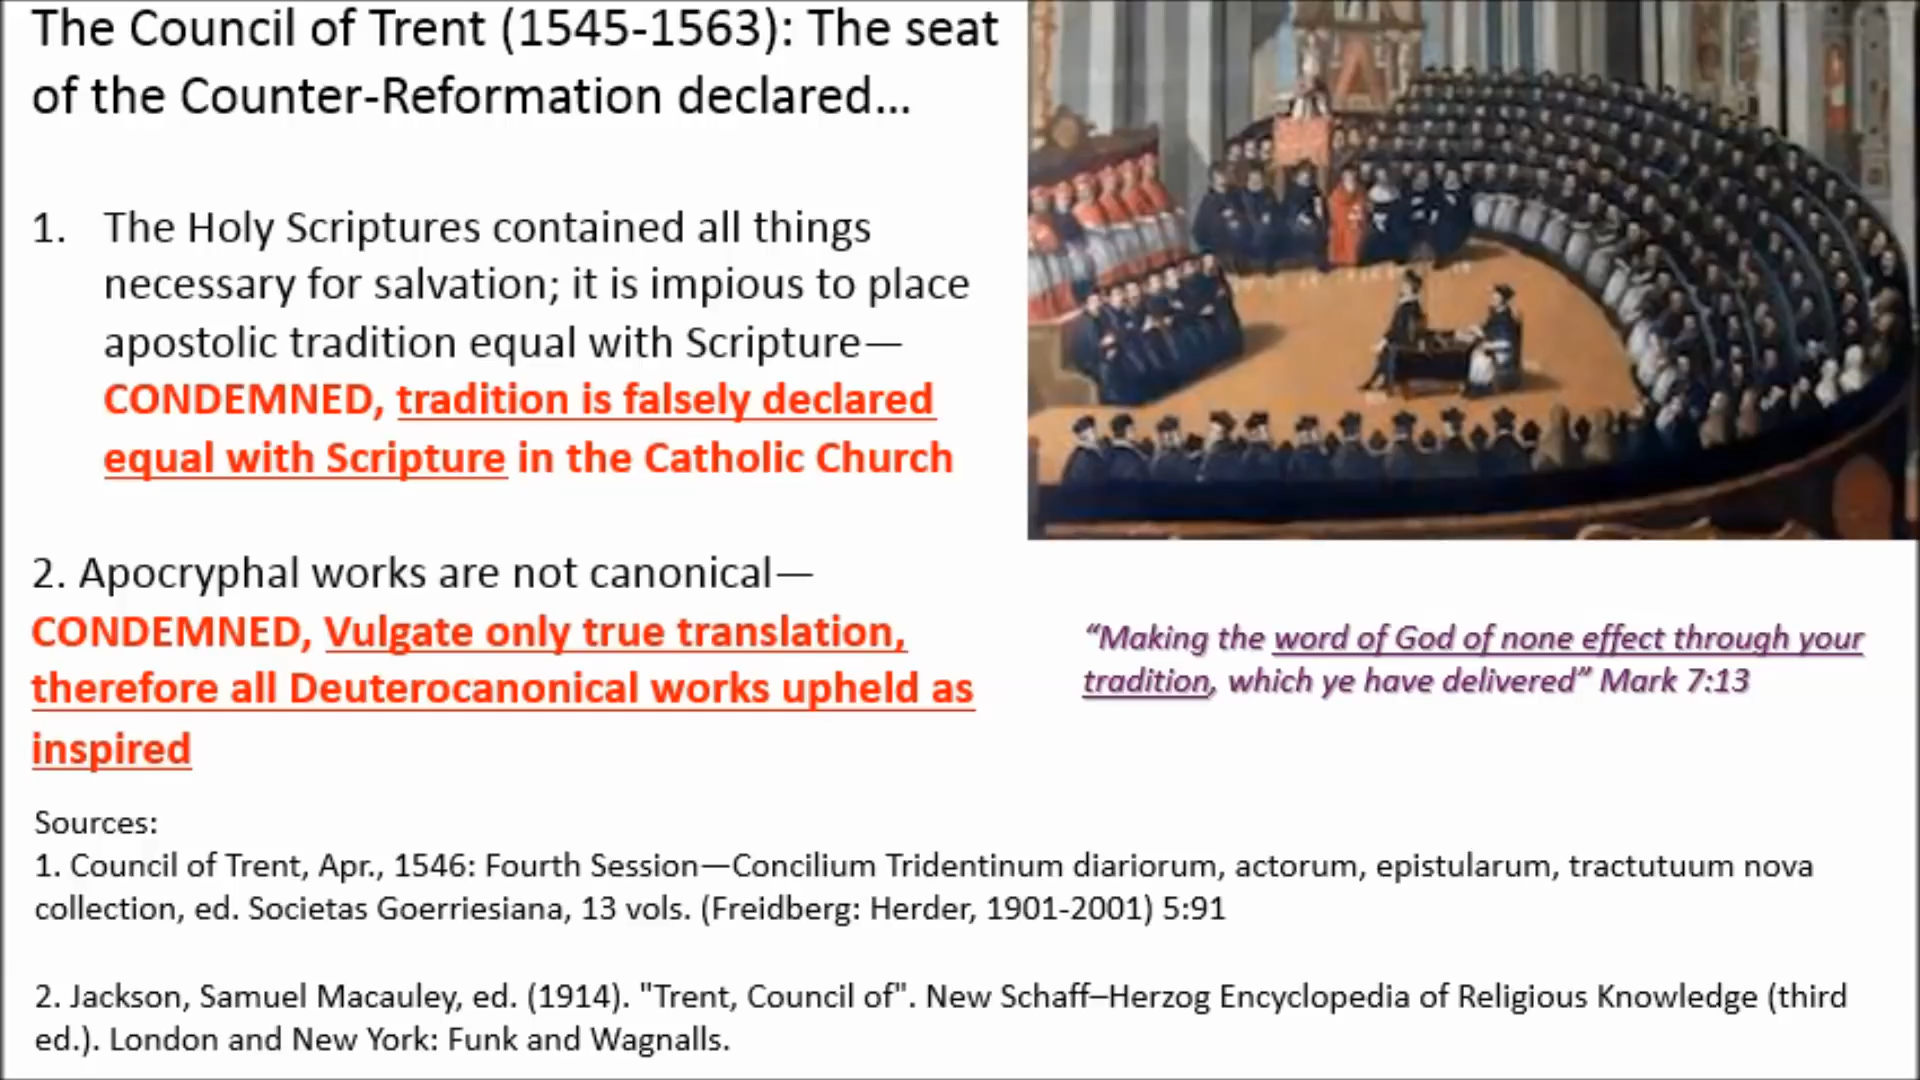 The Council of Trent (1545-1563): The seat
of the Counter-Reformation declared...
1. The Holy Scriptures contained all things
necessary for salvation; it is impious to place
apostolic tradition equal with Scripture—
CONDEMNED, tradition is falsely declared
equal with Scripture in the Catholic Church
2. Apocryphal works are not canonical—
CONDEMNED, Vulgate only true translation,
therefore all Deuterocanonical works upheld as
inspired
“Making the word of God of none effect through your
tradition, which ye have delivered” Mark 7:13
Sources:
1. Council of Trent, Apr., 1546: Fourth Session—Concilium Tridentinum diariorum, actorum, epistularum, tractutuum nova
collection, ed. Societas Goerriesiana, 13 vols. (Freidberg: Herder, 1901-2001) 5:91
2. Jackson, Samuel Macauley, ed. (1914). "Trent, Council of". New Schaff–Herzog Encyclopedia of Religious Knowledge (third
ed.). London and New York: Funk and Wagnalls.